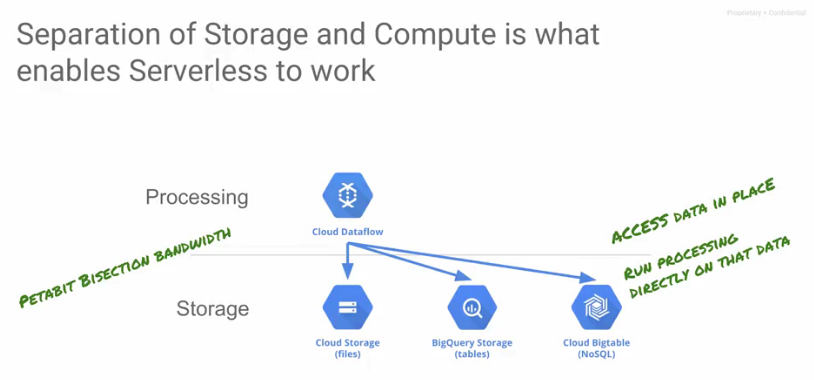 Proprietary + Confidential
Separation of Storage and Compute is what
enables Serverless to work
Processing
Cloud Dataflow
PETABIT BISECTION BANDWIDTH
ACCESS DATA IN PLACE
RUN PROCESSING
DIRECTLY ON THAT DATA
Storage
Cloud Storage
(files)
BigQuery Storage
(tables)
Cloud Bigtable
(NoSQL)